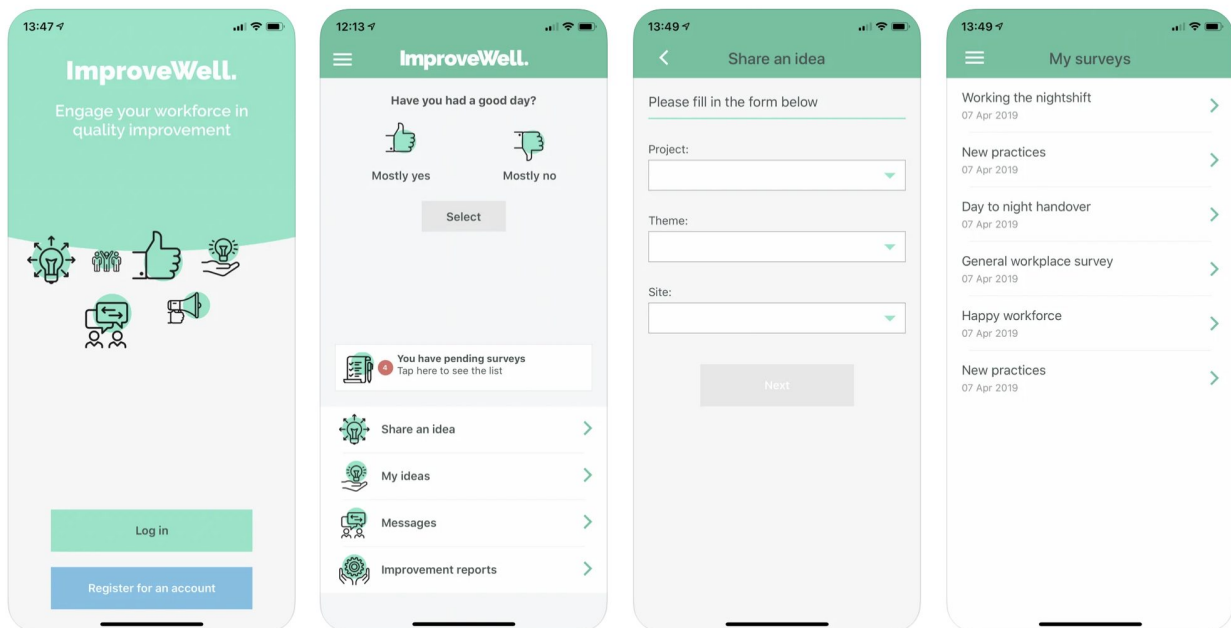 13:47
ImproveWell.
Engage your workforce in
quality improvement
Log in
Register for an account
12:13
ImproveWell.
Have you had a good day?
Mostly yes
Mostly no
Select
4
You have pending surveys
Tap here to see the list
Share an idea
My ideas
Messages
Improvement reports
13:49
Share an idea
Please fill in the form below
Project:
Theme:
Site:
Next
13:49
My surveys
Working the nightshift
07 Apr 2019
New practices
07 Apr 2019
Day to night handover
07 Apr 2019
General workplace survey
07 Apr 2019
Happy workforce
07 Apr 2019
New practices
07 Apr 2019